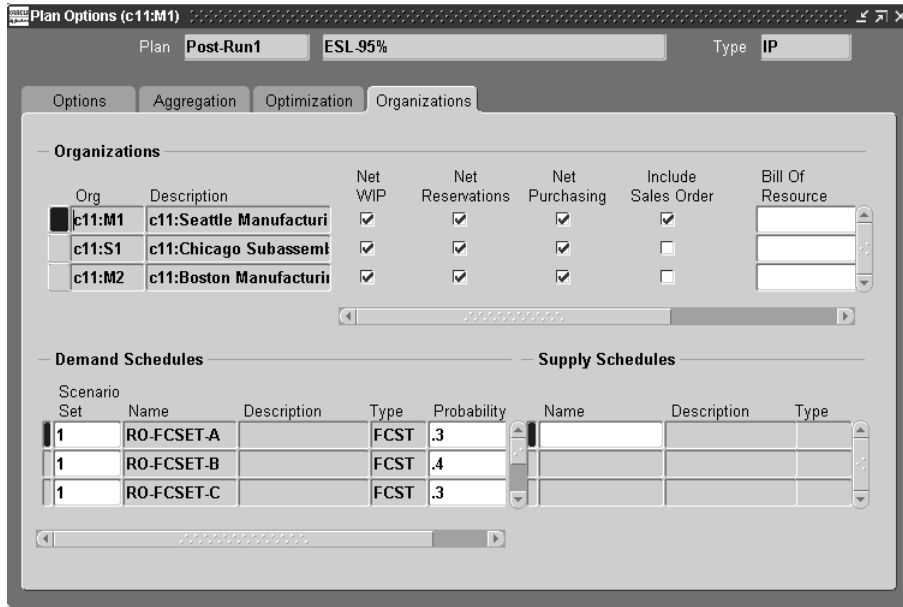 Plan Options (c11:M1)
Plan Post-Run1 ESL-95% Type IP
Options Aggregation Optimization Organizations
Organizations
Net Net Net Include Bill Of
Org Description WIP Reservations Purchasing Sales Order Resource
c11:M1 c11:Seattle Manufacturi
c11:S1 c11:Chicago Subassembl
c11:M2 c11:Boston Manufacturin
Demand Schedules Supply Schedules
Scenario
Set Name Description Type Probability Name Description Type
1 RO-FCSET-A FCST .3
1 RO-FCSET-B FCST .4
1 RO-FCSET-C FCST .3